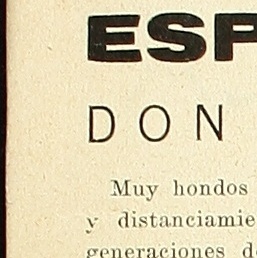 ESP
DON
Muy hondos
y distanciamie
generaciones d